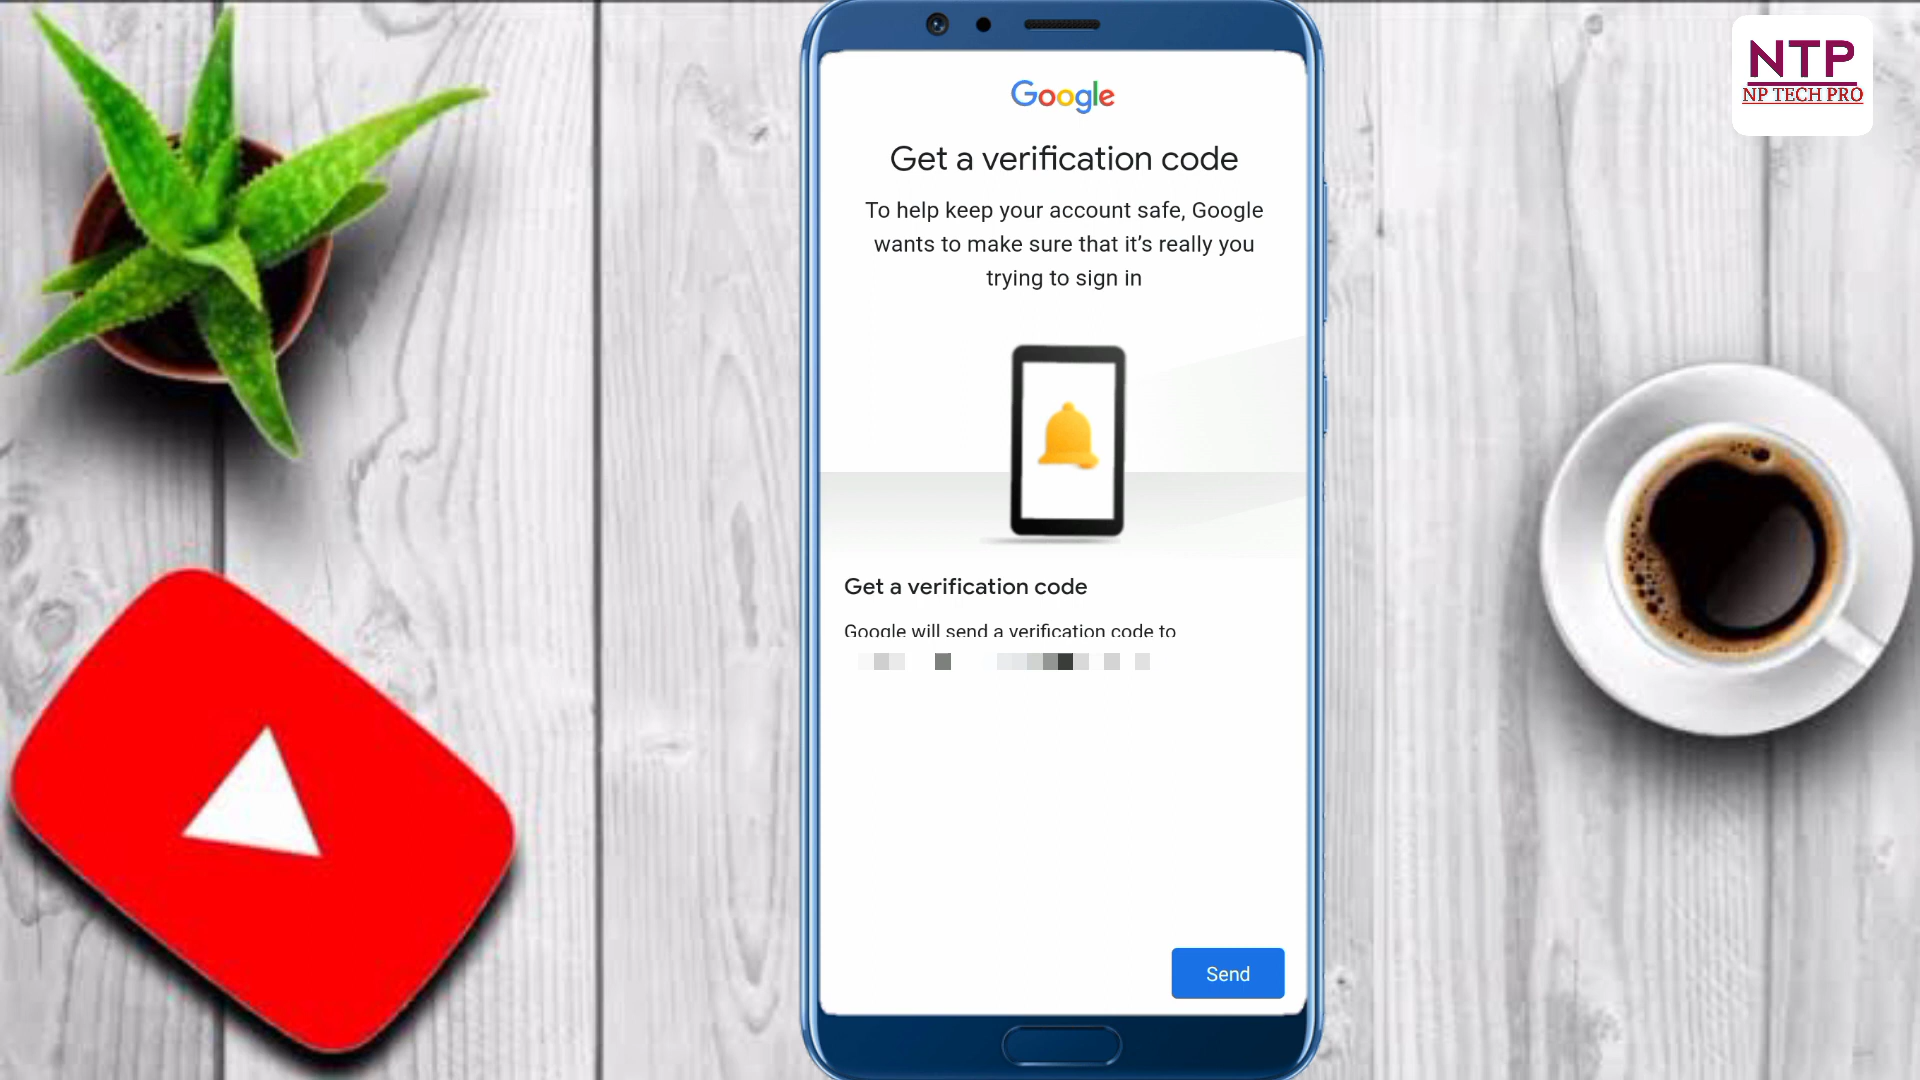 Google
Get a verification code
To help keep your account safe, Google
wants to make sure that it’s really you
trying to sign in
Get a verification code
Google will send a verification code to
Send
NTP
NP TECH PRO